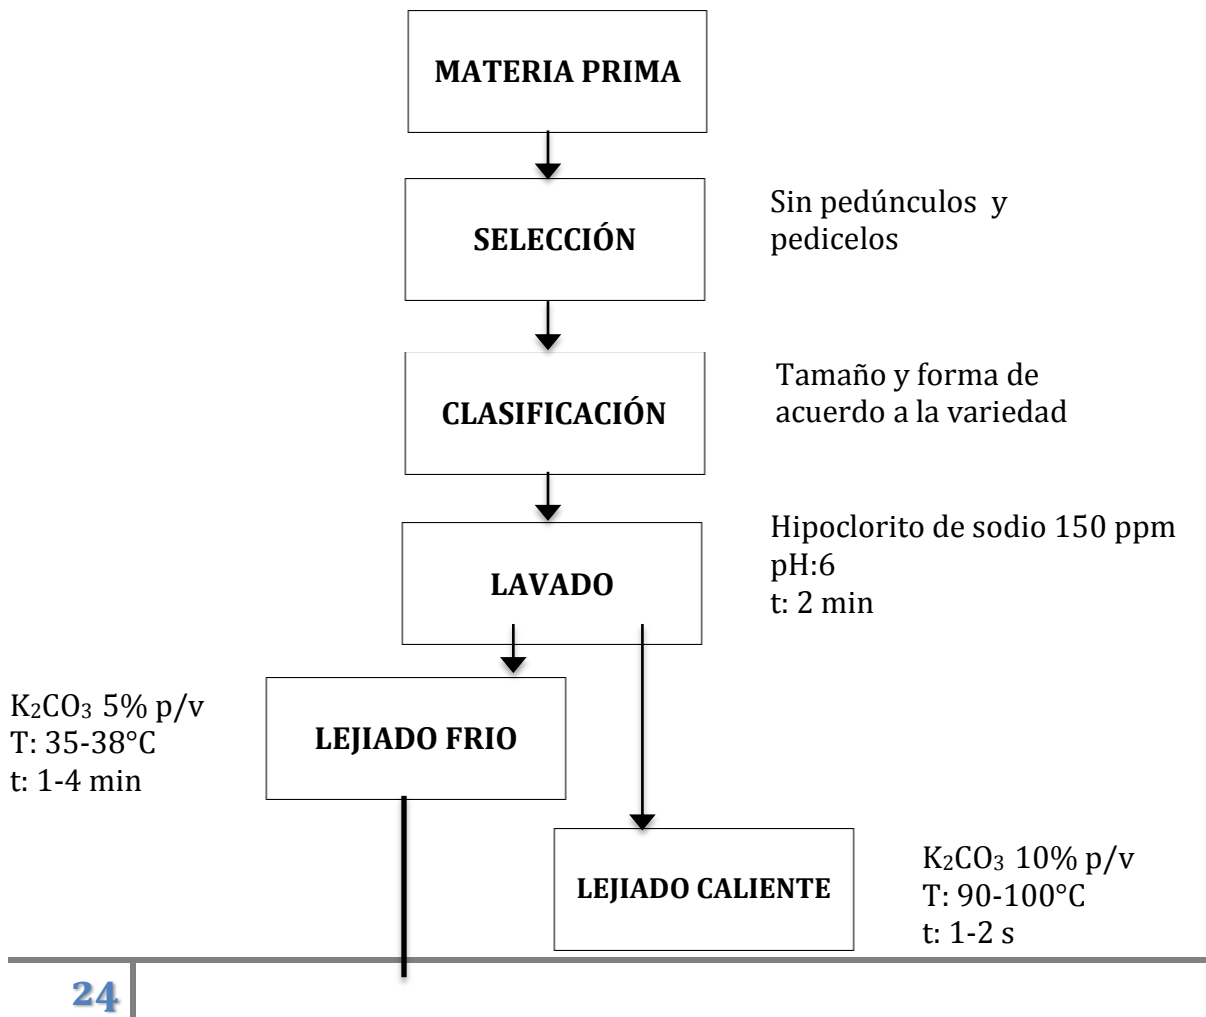 MATERIA PRIMA
SELECCIÓN
Sin pedúnculos y
pedicelos
CLASIFICACIÓN
Tamaño y forma de
acuerdo a la variedad
LAVADO
Hipoclorito de sodio 150 ppm
pH:6
t: 2 min
K₂CO₃ 5% p/v
T: 35-38°C
t: 1-4 min
LEJIADO FRIO
LEJIADO CALIENTE
K₂CO₃ 10% p/v
T: 90-100°C
t: 1-2 s
24